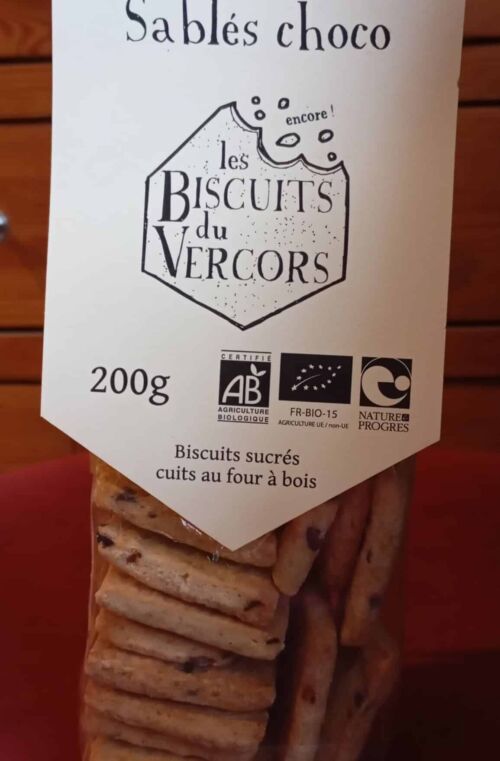 Sablés choco
encore !
les
BISCUITS
du
VERCORS
200g
CERTIFIÉ
AB
AGRICULTURE
BIOLOGIQUE
FR-BIO-15
AGRICULTURE UE / non-UE
NATURE &
PROGRES
Biscuits sucrés
cuits au four à bois